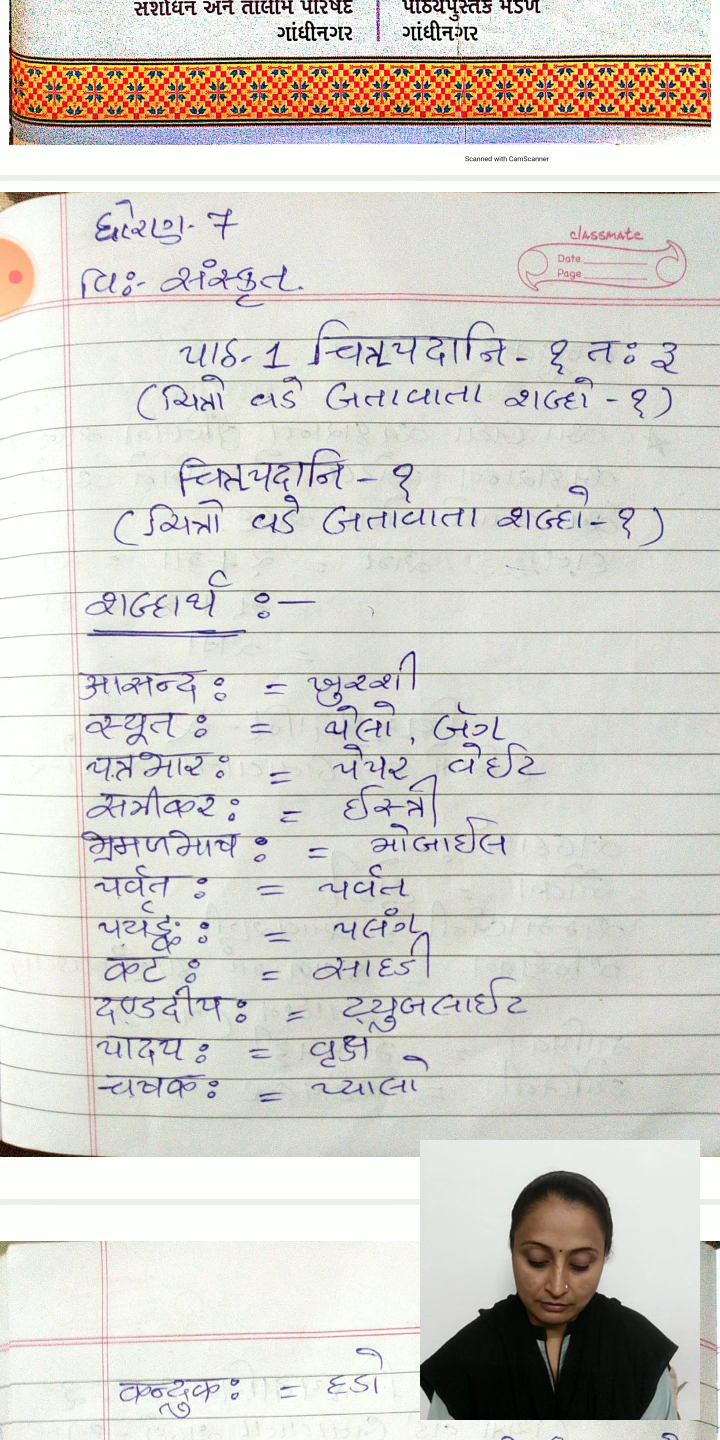 સંશોધન અને તાલીમ પરિષદ
ગાંધીનગર
પાઠ્યપુસ્તક મંડળ
ગાંધીનગર
Scanned with CamScanner
ધોરણ- 7
વિઃ- સંસ્કૃત.
classmate
Date
Page
પાઠ-1 चित्रपदानि - १ तः ३
(ચિત્રો વડે બતાવાતા શબ્દો - १)
चित्रपदानि - १
(ચિત્રો વડે બતાવાતા શબ્દો- १)
શબ્દાર્થ :-
आसन्दः = ખુરશી
स्यूतः = થેલો, બૅગ
पत्रभारः = પેપર વેઈટ
समीकरः = ઈસ્ત્રી
भ्रमणभाषः = મોબાઈલ
पर्वतः = પર્વત
पर्यङ्कः = પલંગ
कटः = સાદડી
दण्डदीपः = ટ્યુબલાઈટ
पादपः = વૃક્ષ
चषकः = પ્યાલો
कन्दुकः = દડો